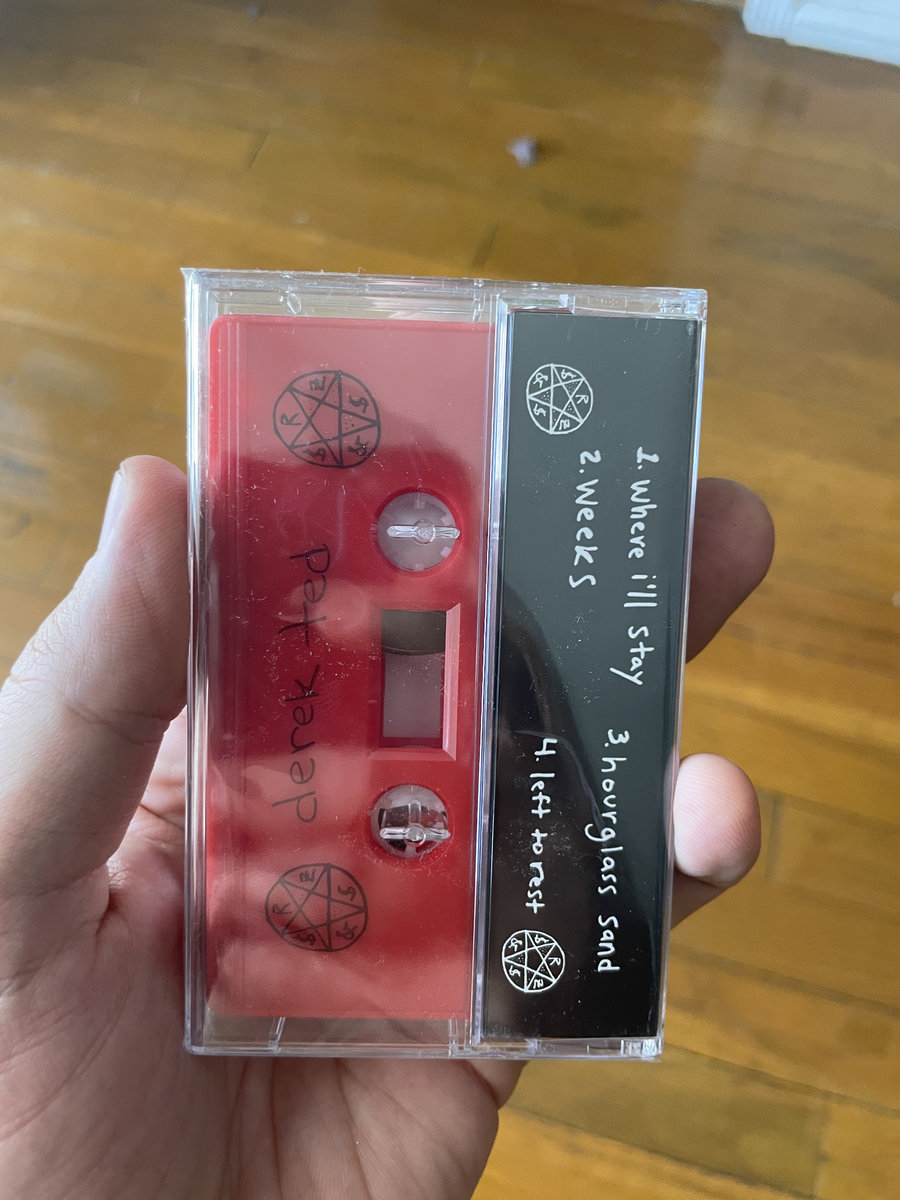 derek ted
1. where i'll stay
2. weeks
3. hourglass sand
4. left to rest